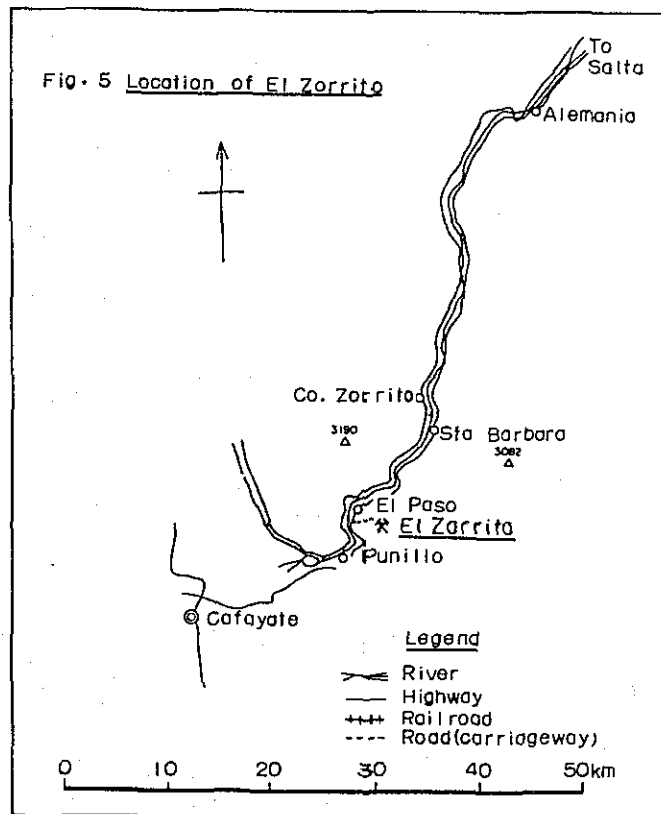 To
Salta
Fig. 5 Location of El Zorrito
Alemania
Co. Zorrito
3190
Sta Barbara
3082
El Paso
El Zarrita
Punillo
Cafayate
Legend
River
Highway
Railroad
Road(carriageway)
0 10 20 30 40 50km